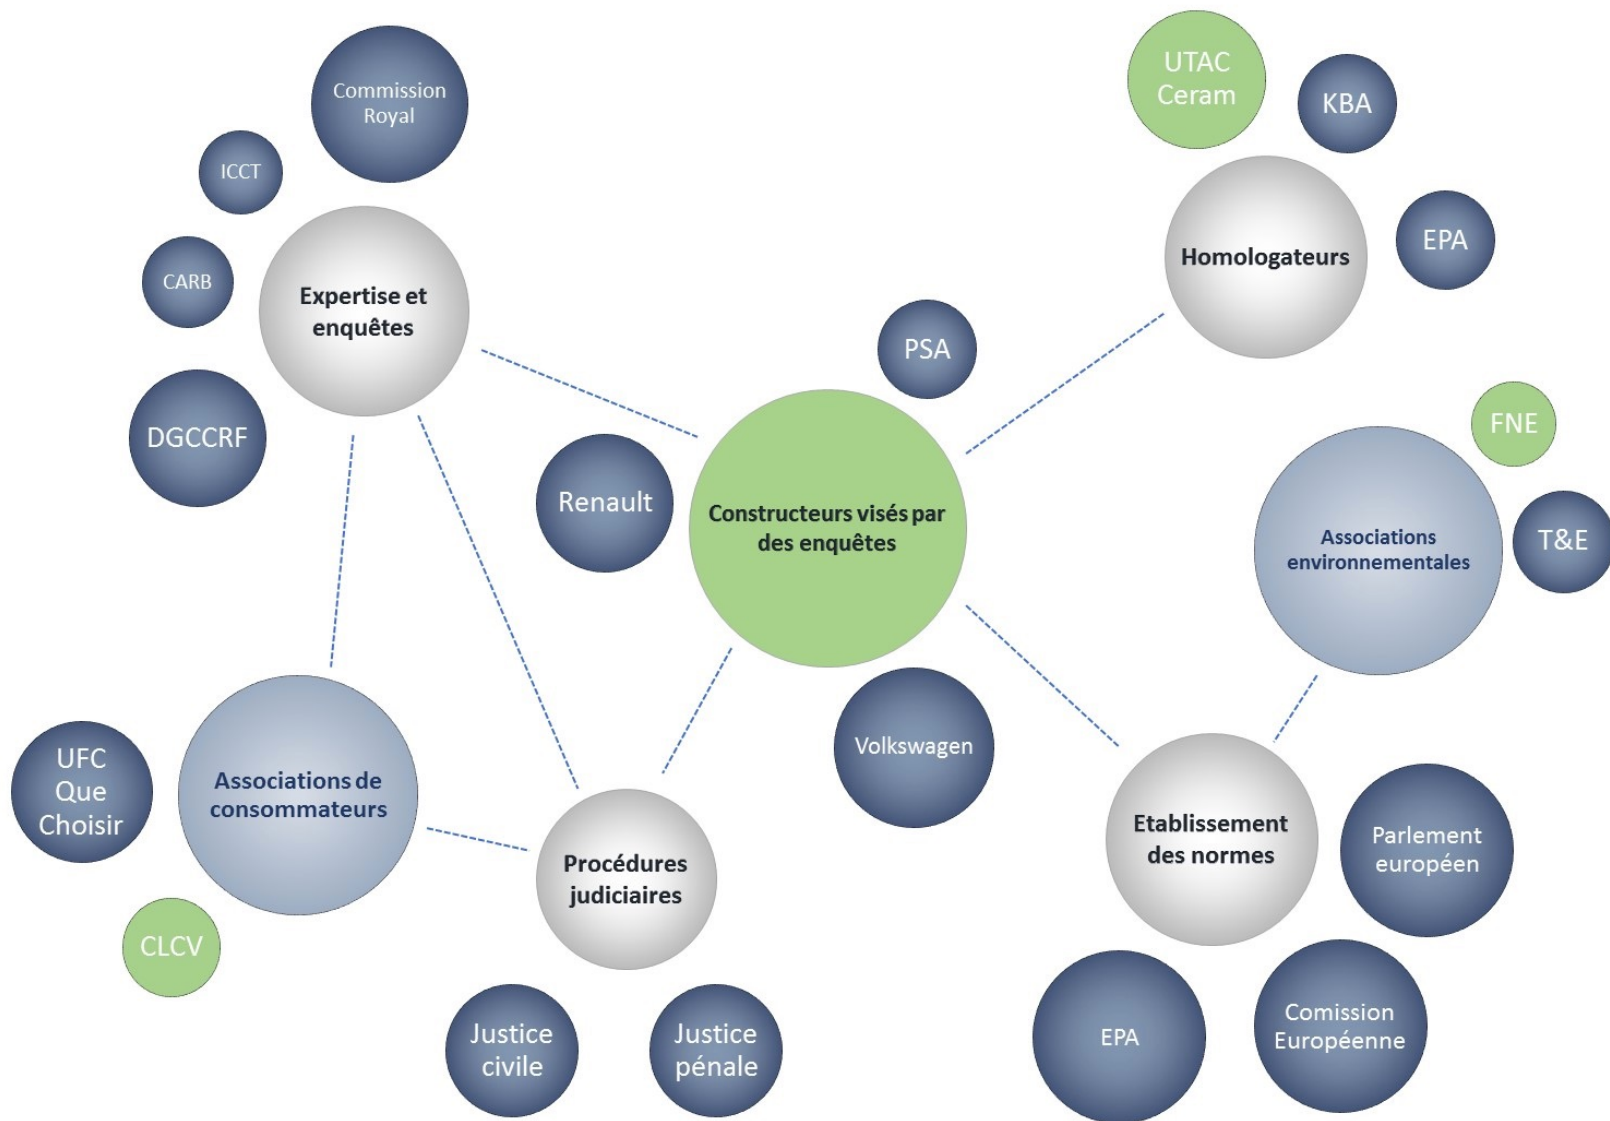 Commission
Royal
ICCT
CARB
DGCCRF
Expertise et
enquêtes
UTAC
Ceram
KBA
EPA
Homologateurs
PSA
Renault
Constructeurs visés par
des enquêtes
Volkswagen
FNE
T&E
Associations
environnementales
UFC
Que
Choisir
CLCV
Associations de
consommateurs
Procédures
judiciaires
Justice
civile
Justice
pénale
Etablissement
des normes
Parlement
européen
EPA
Comission
Européenne